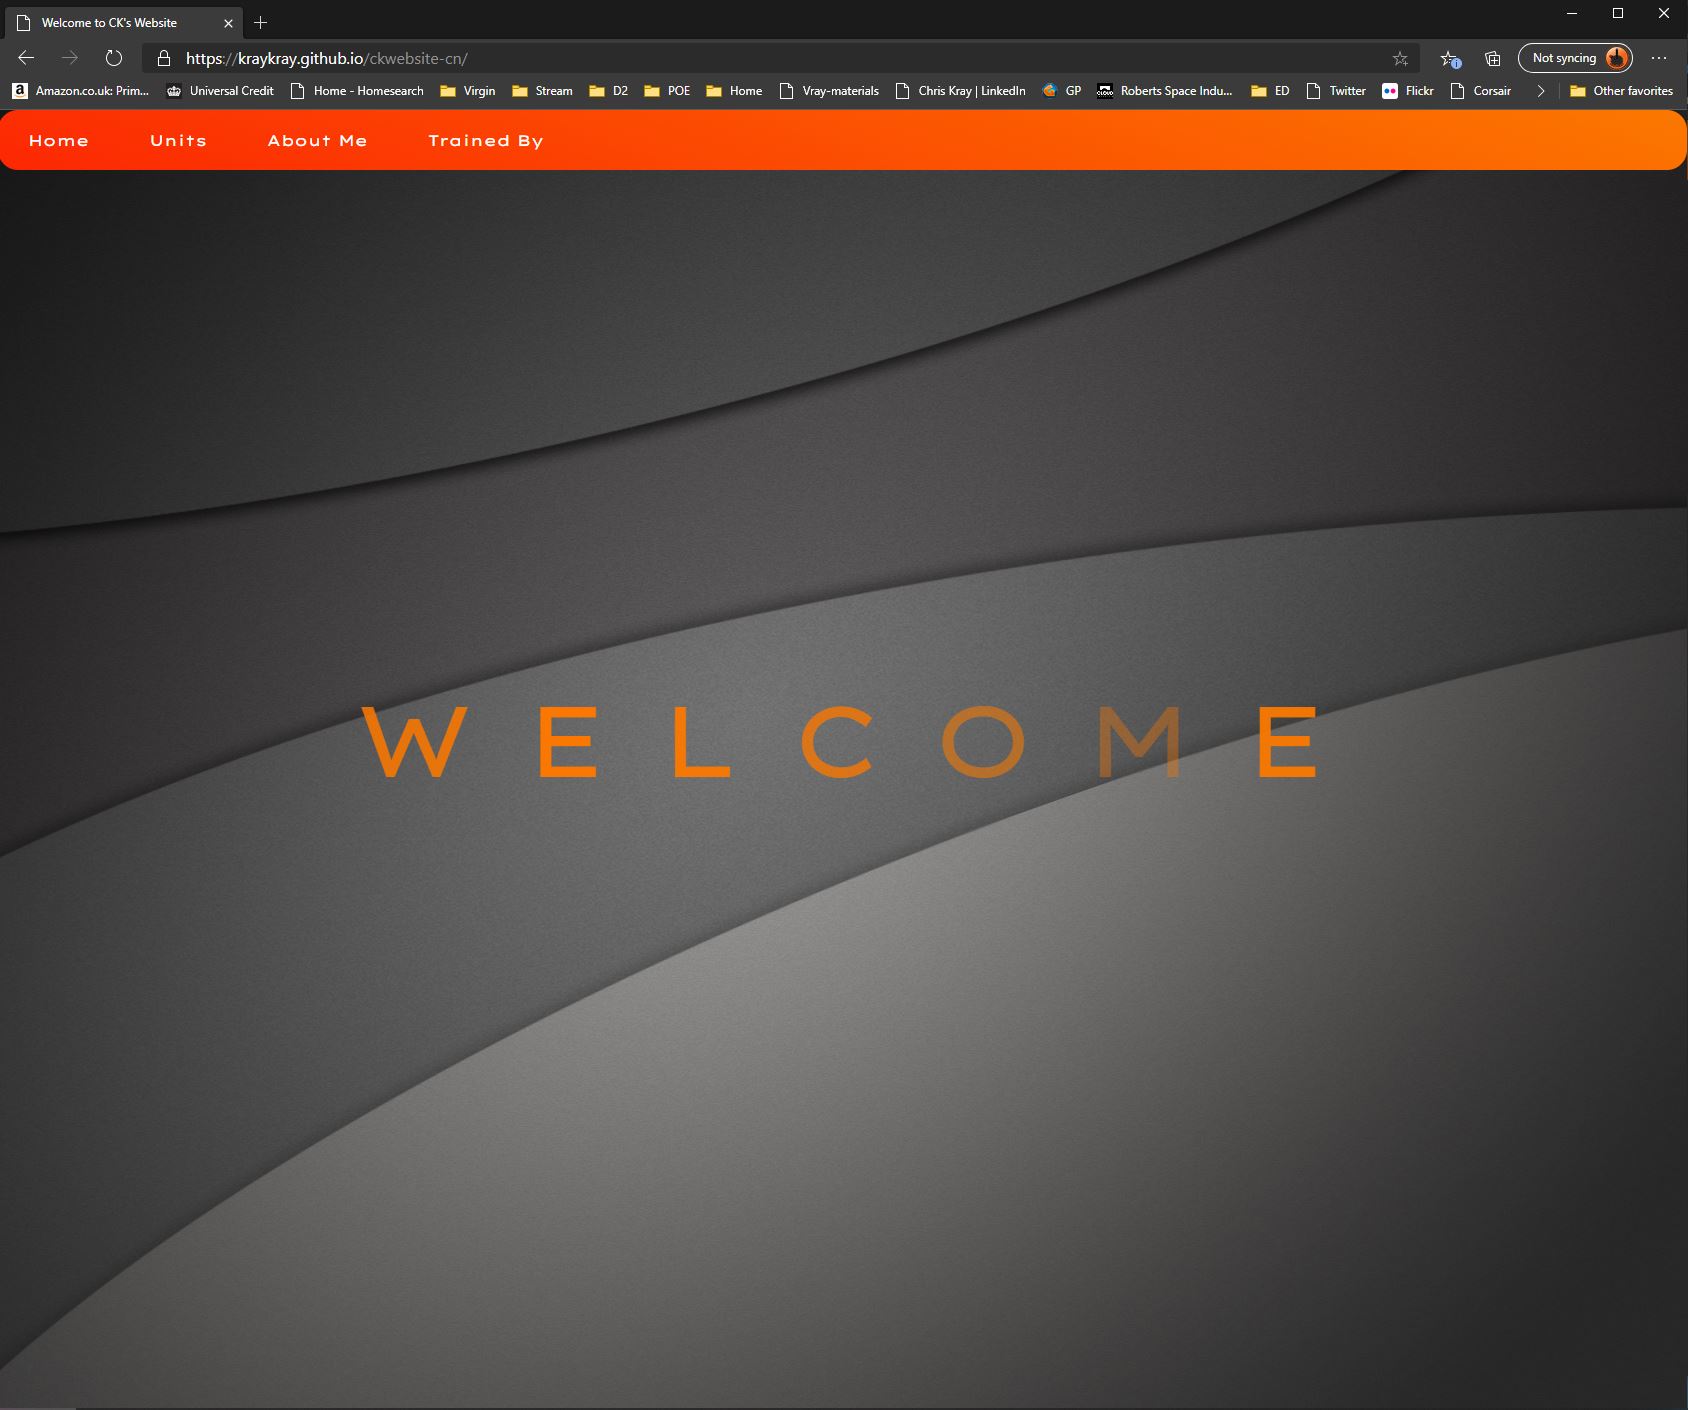 Welcome to CK's Website
https://kraykray.github.io/ckwebsite-cn/
Not syncing
Amazon.co.uk: Prim... Universal Credit Home - Homesearch Virgin Stream D2 POE Home Vray-materials Chris Kray | LinkedIn GP Roberts Space Indu... ED Twitter Flickr Corsair Other favorites
Home Units About Me Trained By
WELCOME